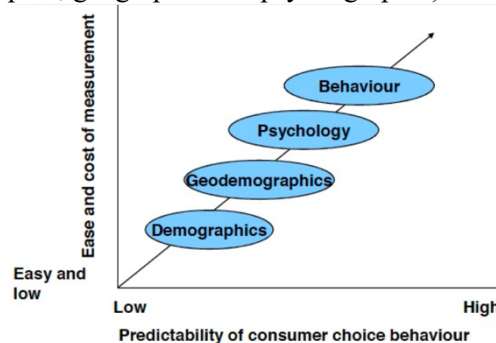 Ease and cost of measurement
Behaviour
Psychology
Geodemographics
Demographics
Easy and
low
Low
High
Predictability of consumer choice behaviour